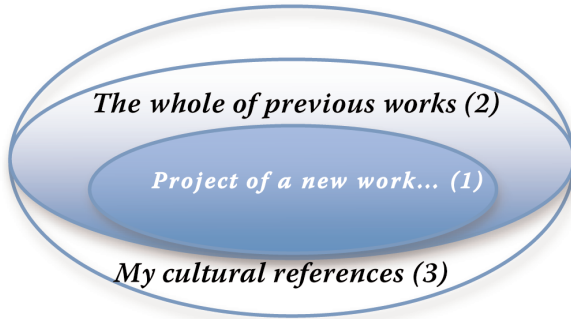 The whole of previous works (2)
Project of a new work... (1)
My cultural references (3)